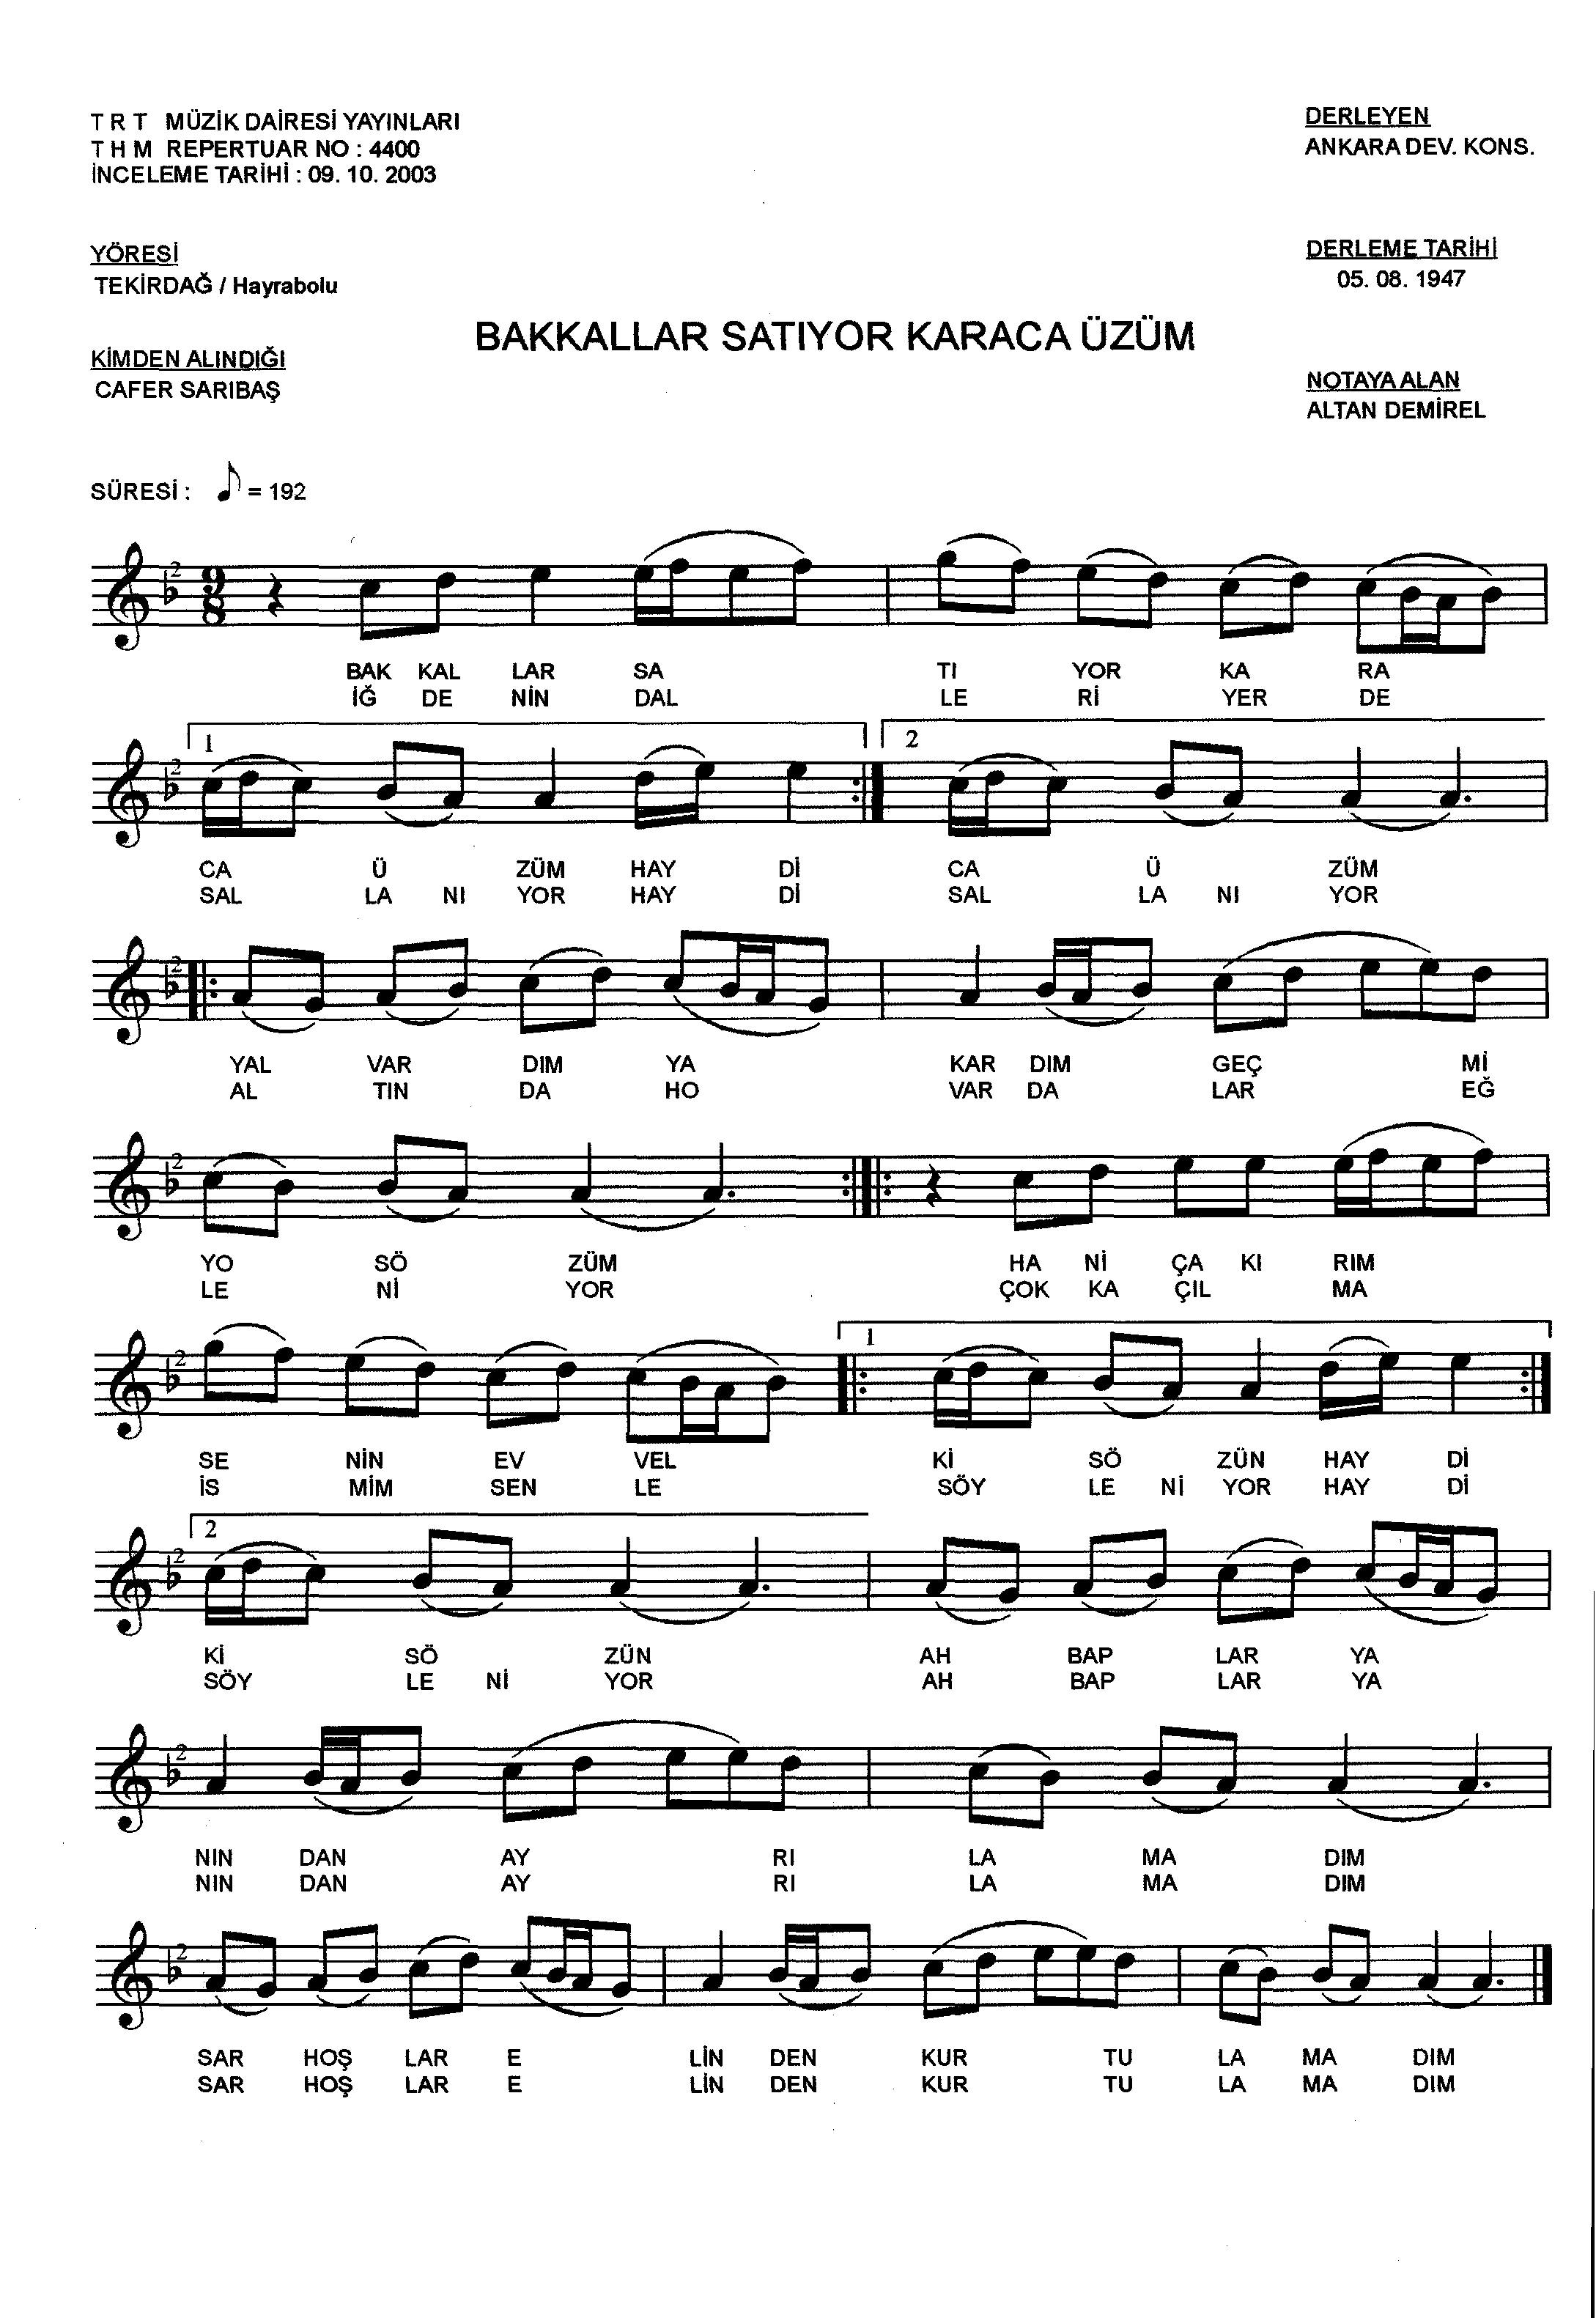 T R T MÜZİK DAİRESİ YAYINLARI
T H M REPERTUAR NO : 4400
İNCELEME TARİHİ : 09. 10. 2003
DERLEYEN
ANKARA DEV. KONS.
YÖRESİ
TEKİRDAĞ / Hayrabolu
DERLEME TARİHİ
05. 08. 1947
BAKKALLAR SATIYOR KARACA ÜZÜM
KİMDEN ALINDIĞI
CAFER SARIBAŞ
NOTAYA ALAN
ALTAN DEMİREL
SÜRESİ : ♪ = 192
2 9 8
BAK KAL LAR SA TI YOR KA RA
İĞ DE NİN DAL LE Rİ YER DE
1 2
2
CA Ü ZÜM HAY Dİ CA Ü ZÜM
SAL LA NI YOR HAY Dİ SAL LA NI YOR
2
YAL VAR DIM YA KAR DIM GEÇ Mİ
AL TIN DA HO VAR DA LAR EĞ
2
YO SÖ ZÜM HA Nİ ÇA KI RIM
LE Nİ YOR ÇOK KA ÇIL MA
1
2
SE NİN EV VEL Kİ SÖ ZÜN HAY Dİ
İS MİM SEN LE SÖY LE Nİ YOR HAY Dİ
2
2
Kİ SÖ ZÜN AH BAP LAR YA
SÖY LE Nİ YOR AH BAP LAR YA
2
NIN DAN AY RI LA MA DIM
NIN DAN AY RI LA MA DIM
2
SAR HOŞ LAR E LİN DEN KUR TU LA MA DIM
SAR HOŞ LAR E LİN DEN KUR TU LA MA DIM